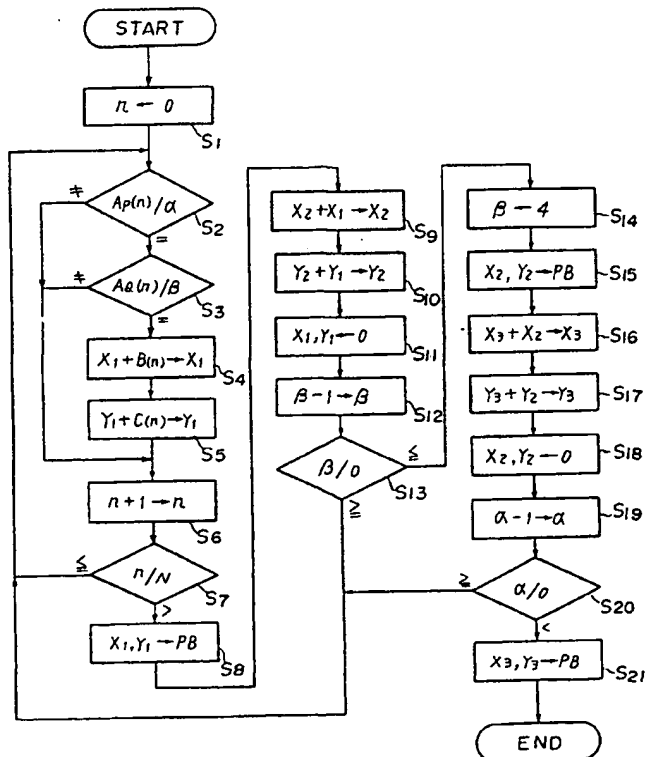 START
n ← 0
S1
≠
Ap(n)/α
S2
=
≠
AQ(n)/β
S3
=
X1+B(n)→X1
S4
Y1+C(n)→Y1
S5
n+1→n
S6
≦
n/N
S7
>
X1,Y1→PB
S8
X2+X1→X2
S9
Y2+Y1→Y2
S10
X1,Y1←0
S11
β-1→β
S12
β/0
≦
S13
≧
β←4
S14
X2,Y2→PB
S15
X3+X2→X3
S16
Y3+Y2→Y3
S17
X2,Y2←0
S18
α-1→α
S19
≧
α/0
S20
<
X3,Y3→PB
S21
END